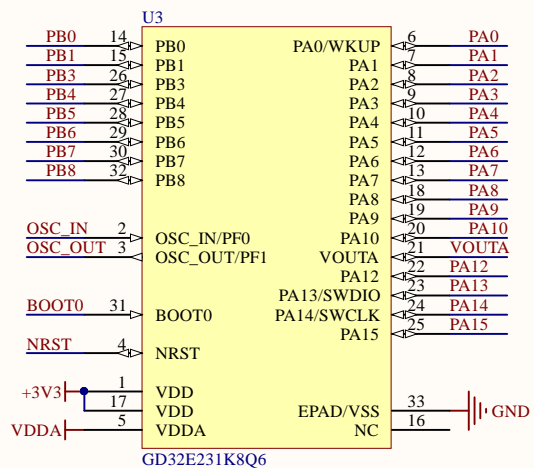 U3
PB0 14 PB0 PA0/WKUP 6 PA0
PB1 15 PB1 PA1 7 PA1
PB3 26 PB3 PA2 8 PA2
PB4 27 PB4 PA3 9 PA3
PB5 28 PB5 PA4 10 PA4
PB6 29 PB6 PA5 11 PA5
PB7 30 PB7 PA6 12 PA6
PB8 32 PB8 PA7 13 PA7
PA8 18 PA8
PA9 19 PA9
OSC_IN 2 OSC_IN/PF0 PA10 20 PA10
OSC_OUT 3 OSC_OUT/PF1 VOUTA 21 VOUTA
PA12 22 PA12
PA13/SWDIO 23 PA13
BOOT0 31 BOOT0 PA14/SWCLK 24 PA14
PA15 25 PA15
NRST 4 NRST
+3V3 1 VDD
17 VDD EPAD/VSS 33 GND
VDDA 5 VDDA NC 16
GD32E231K8Q6